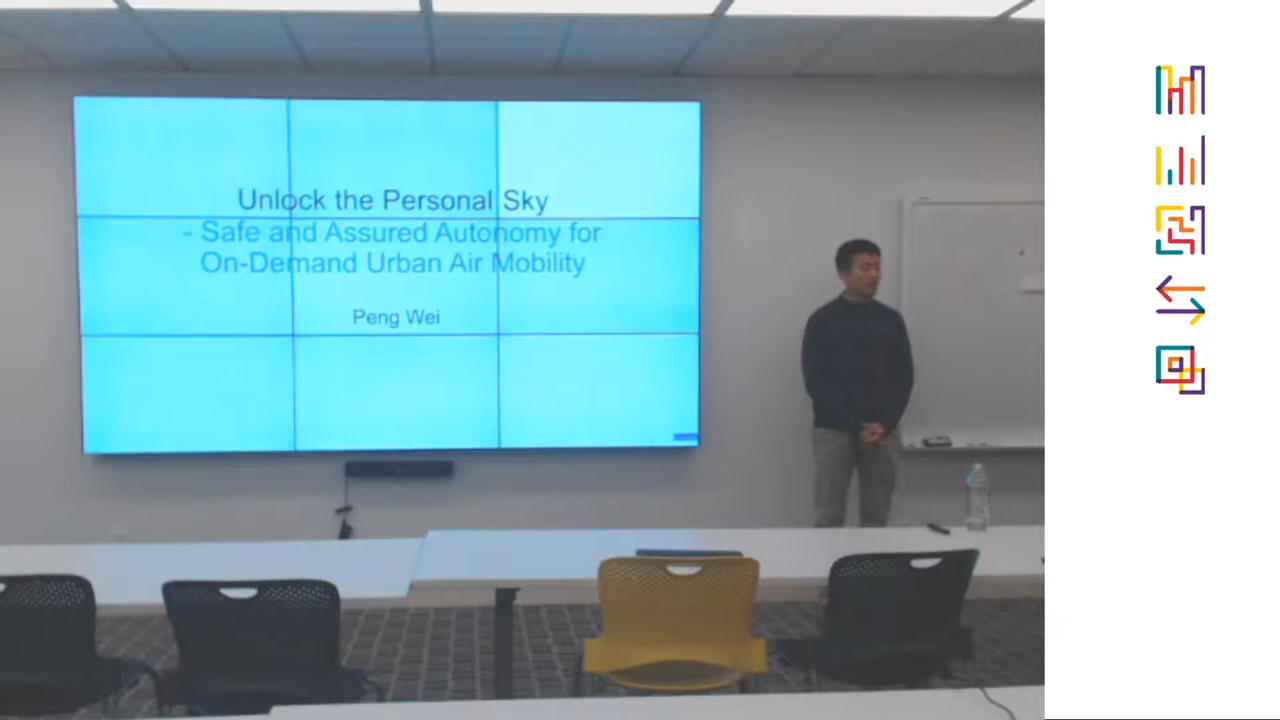 Unlock the Personal Sky
- Safe and Assured Autonomy for
On-Demand Urban Air Mobility
Peng Wei